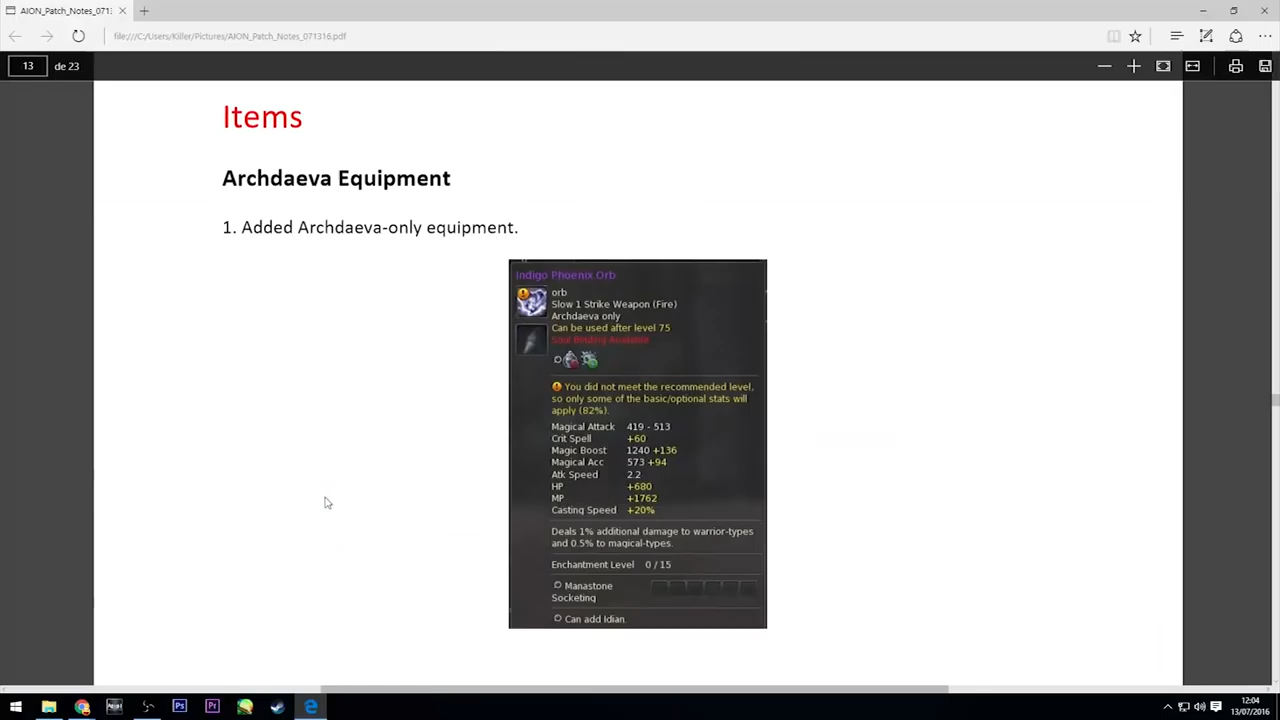 AION_Patch_Notes_071
file:///C:/Users/Killer/Pictures/AION_Patch_Notes_071316.pdf
13 de 23
Items
Archdaeva Equipment
1. Added Archdaeva-only equipment.
Indigo Phoenix Orb
orb
Slow 1 Strike Weapon (Fire)
Archdaeva only
Can be used after level 75
Soul Binding Available
You did not meet the recommended level,
so only some of the basic/optional stats will
apply (82%).
Magical Attack 419 - 513
Crit Spell +60
Magic Boost 1240 +136
Magical Acc 573 +94
Atk Speed 2.2
HP +680
MP +1762
Casting Speed +20%
Deals 1% additional damage to warrior-types
and 0.5% to magical-types.
Enchantment Level 0 / 15
Manastone
Socketing
Can add Idian.
Ps Pr
12:04
13/07/2016